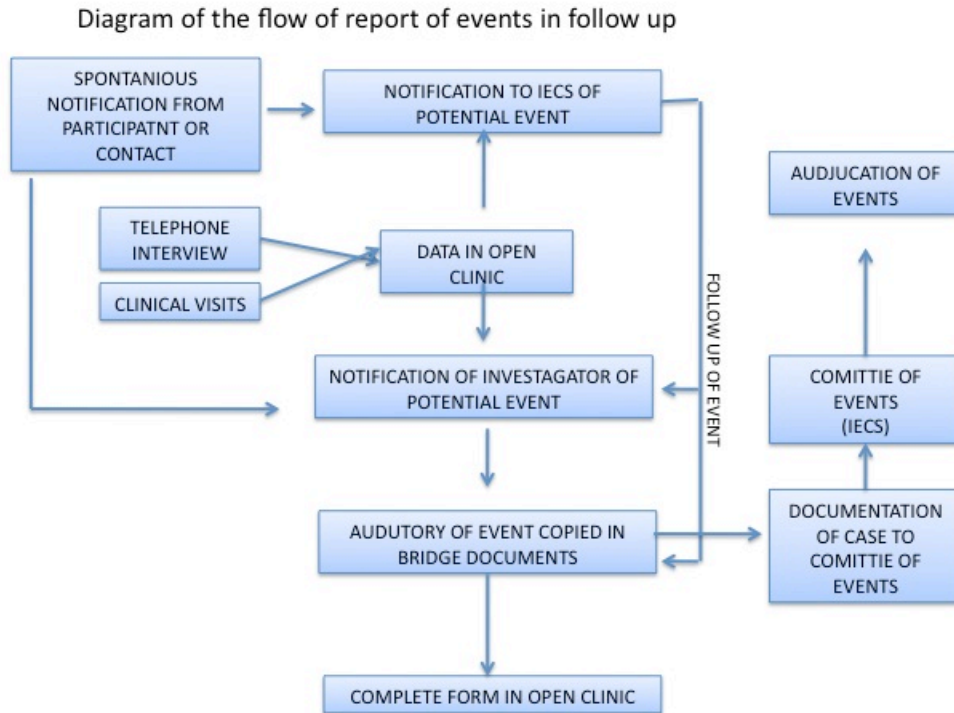 Diagram of the flow of report of events in follow up
SPONTANIOUS
NOTIFICATION FROM
PARTICIPATNT OR
CONTACT
NOTIFICATION TO IECS OF
POTENTIAL EVENT
AUDJUCATION OF
EVENTS
TELEPHONE
INTERVIEW
DATA IN OPEN
CLINIC
CLINICAL VISITS
FOLLOW UP OF EVENT
NOTIFICATION OF INVESTAGATOR OF
POTENTIAL EVENT
COMITTIE OF
EVENTS
(IECS)
AUDUTORY OF EVENT COPIED IN
BRIDGE DOCUMENTS
DOCUMENTATION
OF CASE TO
COMITTIE OF
EVENTS
COMPLETE FORM IN OPEN CLINIC